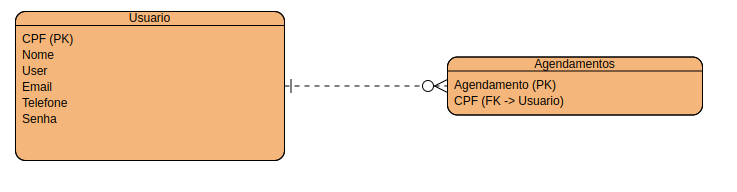 Usuario
CPF (PK)
Nome
User
Email
Telefone
Senha
Agendamentos
Agendamento (PK)
CPF (FK -> Usuario)